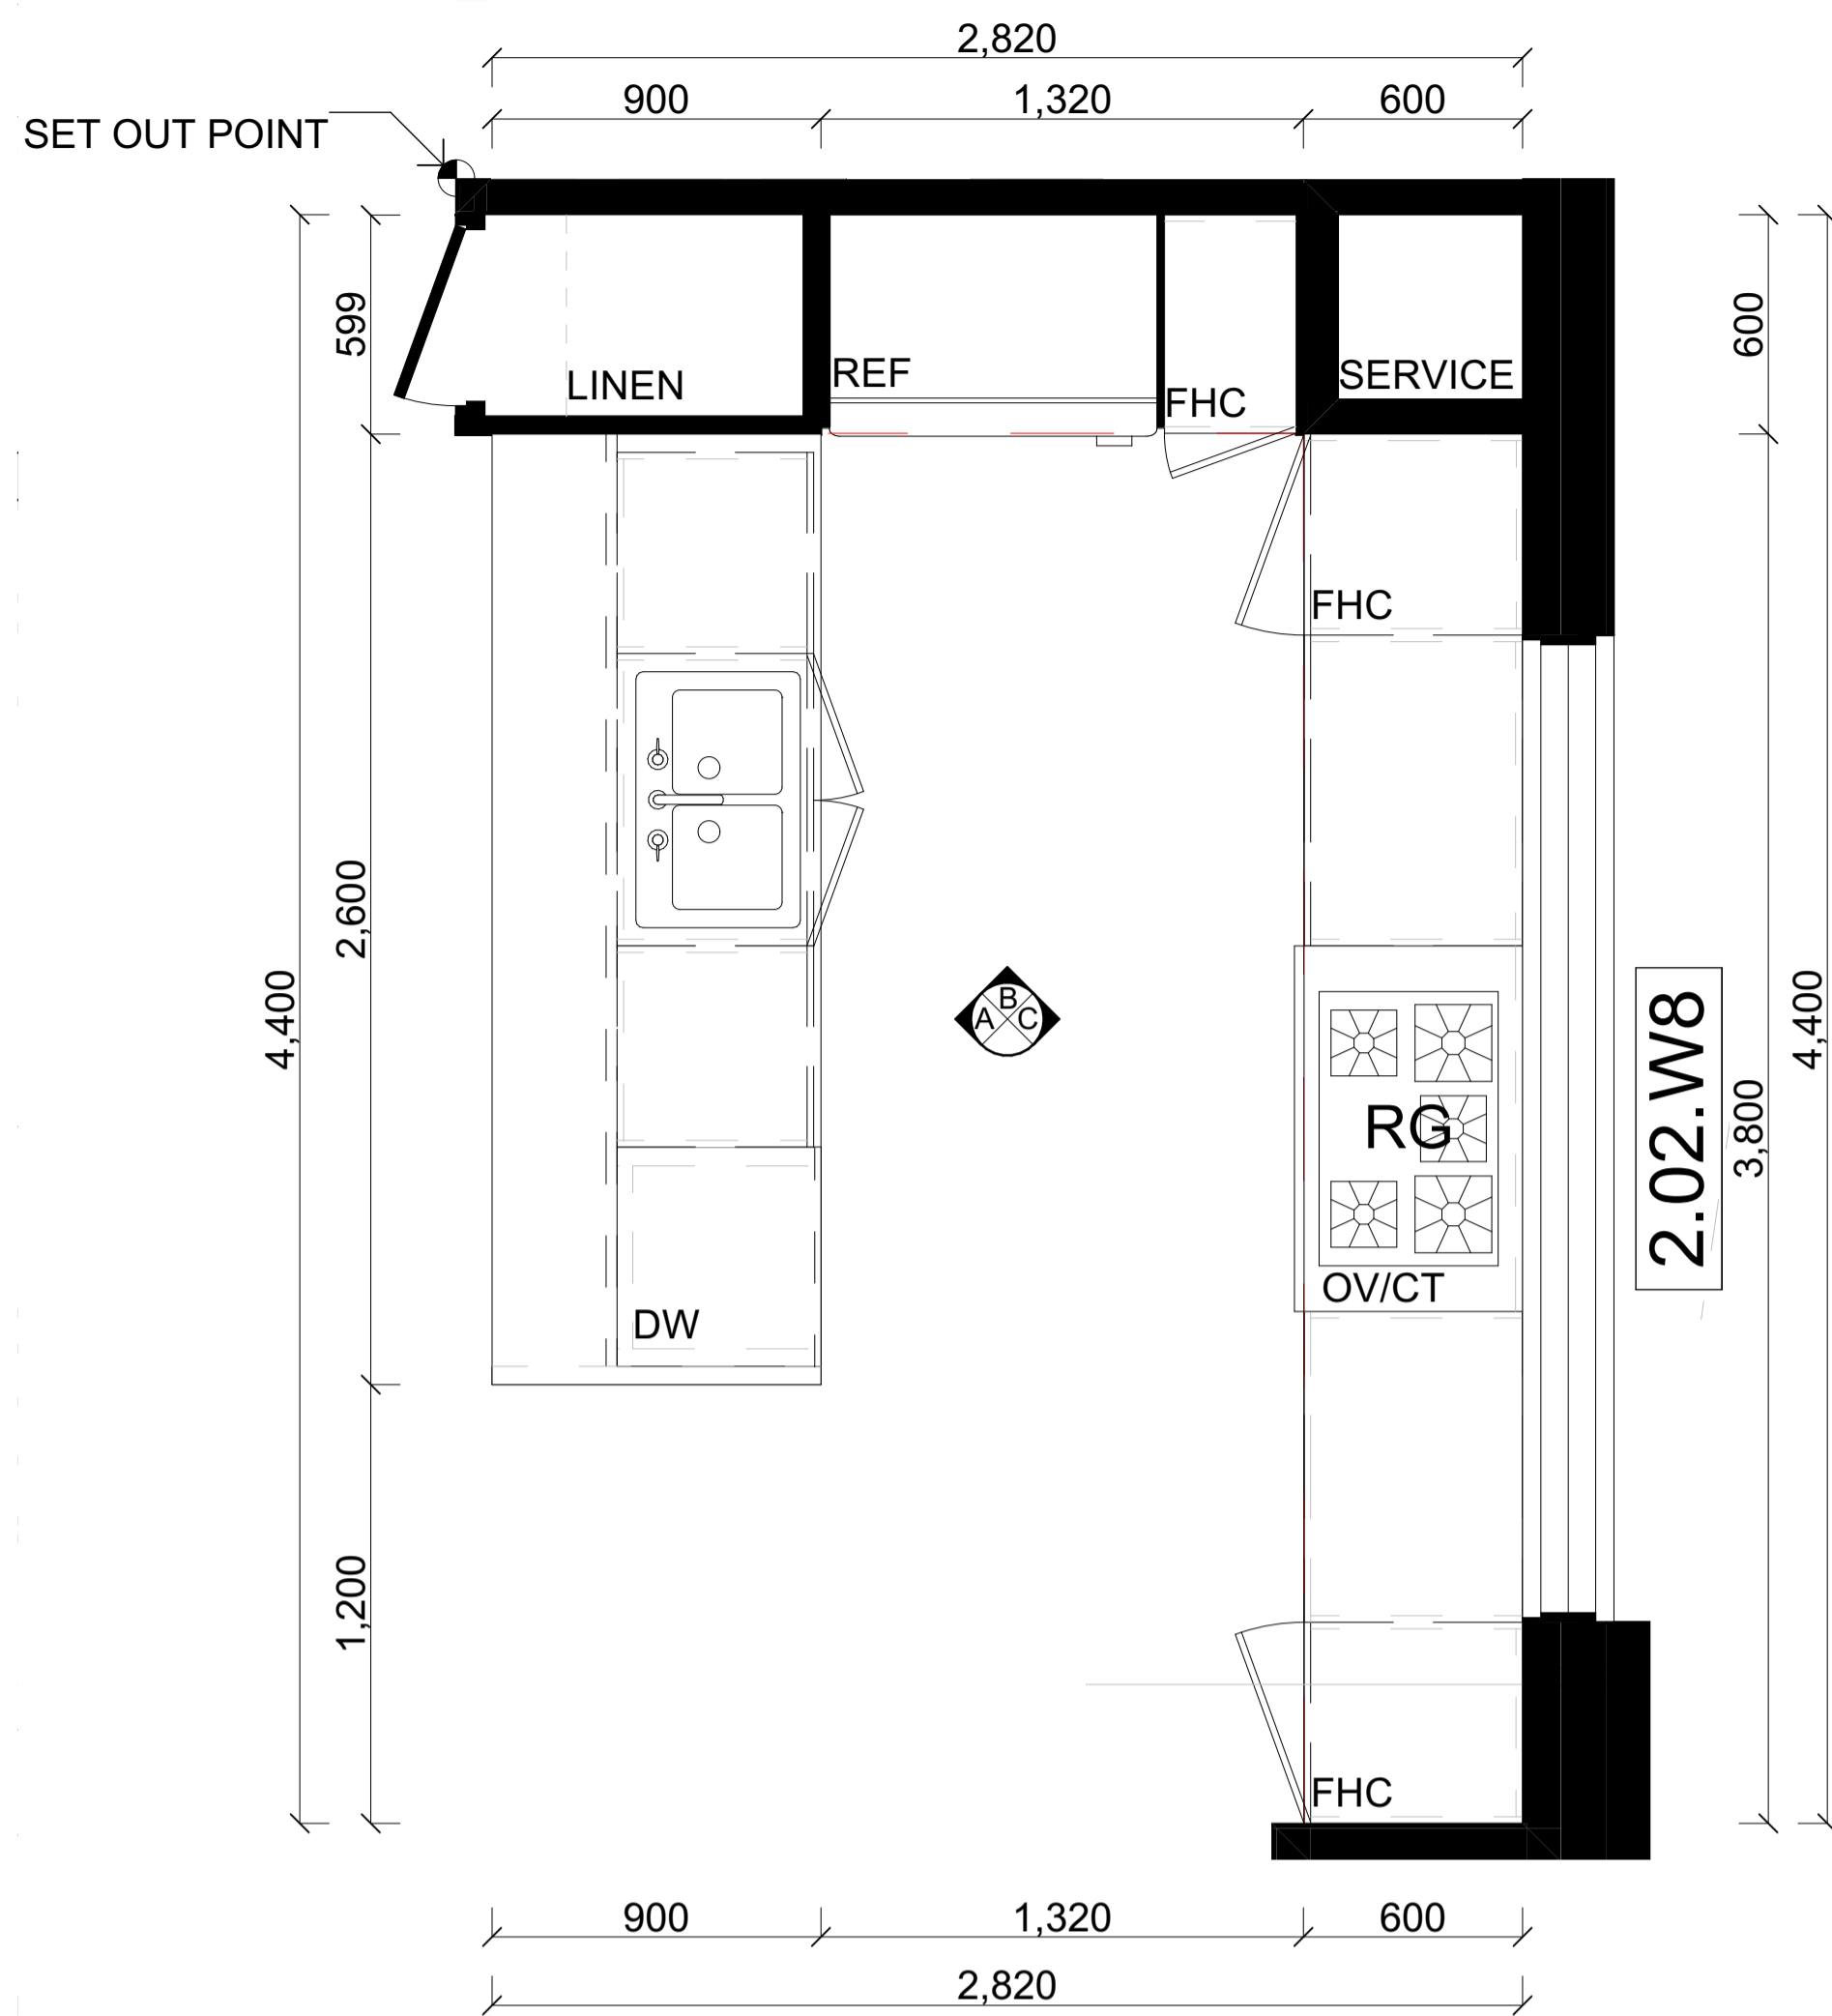 2,820
900
1,320
600
SET OUT POINT
599
600
LINEN
REF
FHC
SERVICE
FHC
2,600
4,400
B
A
C
RG
OV/CT
2.02.W8
3,800
4,400
DW
1,200
FHC
900
1,320
600
2,820